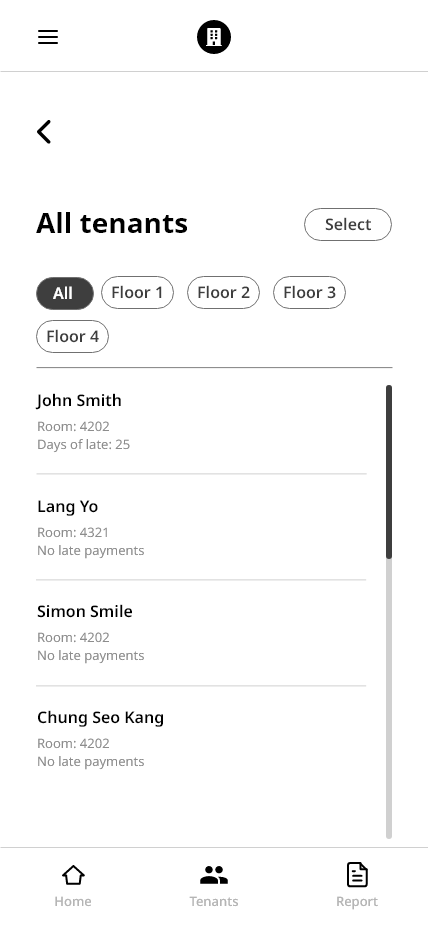 All tenants
Select
All Floor 1 Floor 2 Floor 3
Floor 4
John Smith
Room: 4202
Days of late: 25
Lang Yo
Room: 4321
No late payments
Simon Smile
Room: 4202
No late payments
Chung Seo Kang
Room: 4202
No late payments
Home Tenants Report